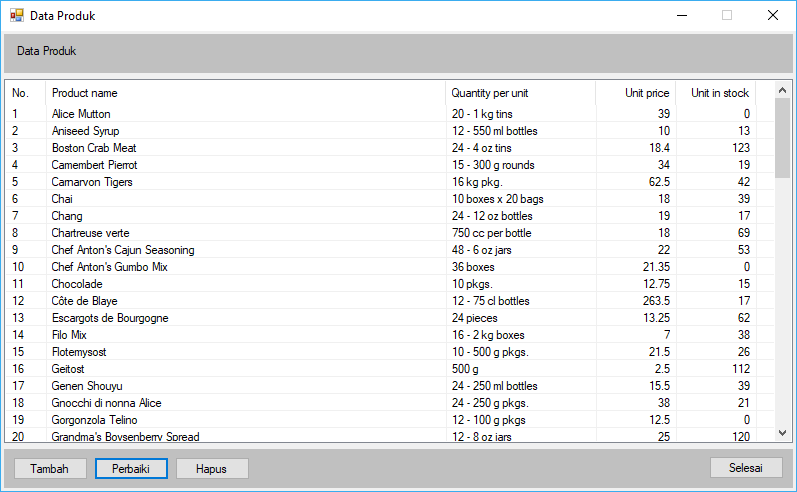 Data Produk
Data Produk
No. Product name Quantity per unit Unit price Unit in stock
1 Alice Mutton 20 - 1 kg tins 39 0
2 Aniseed Syrup 12 - 550 ml bottles 10 13
3 Boston Crab Meat 24 - 4 oz tins 18.4 123
4 Camembert Pierrot 15 - 300 g rounds 34 19
5 Carnarvon Tigers 16 kg pkg. 62.5 42
6 Chai 10 boxes x 20 bags 18 39
7 Chang 24 - 12 oz bottles 19 17
8 Chartreuse verte 750 cc per bottle 18 69
9 Chef Anton's Cajun Seasoning 48 - 6 oz jars 22 53
10 Chef Anton's Gumbo Mix 36 boxes 21.35 0
11 Chocolade 10 pkgs. 12.75 15
12 Côte de Blaye 12 - 75 cl bottles 263.5 17
13 Escargots de Bourgogne 24 pieces 13.25 62
14 Filo Mix 16 - 2 kg boxes 7 38
15 Flotemysost 10 - 500 g pkgs. 21.5 26
16 Geitost 500 g 2.5 112
17 Genen Shouyu 24 - 250 ml bottles 15.5 39
18 Gnocchi di nonna Alice 24 - 250 g pkgs. 38 21
19 Gorgonzola Telino 12 - 100 g pkgs 12.5 0
20 Grandma's Boysenberry Spread 12 - 8 oz jars 25 120
Tambah Perbaiki Hapus Selesai